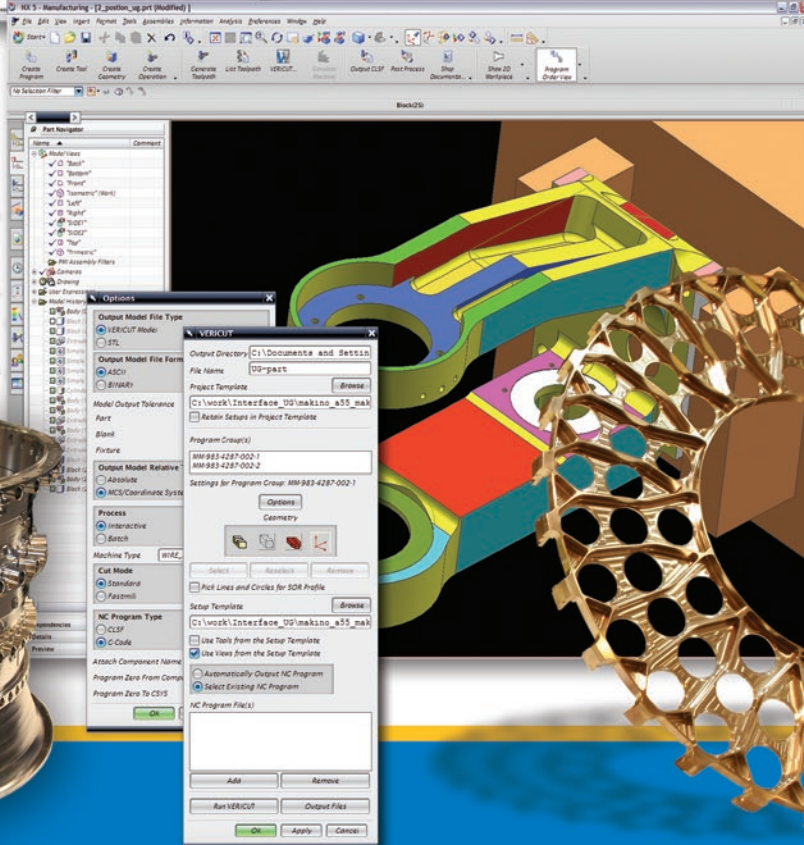 NX 5 - Manufacturing - [2_postion_ug.prt (Modified) ]
File Edit View Insert Format Tools Assemblies Information Analysis Preferences Window Help
Start
Create Program
Create Tool
Create Geometry
Create Operation
Generate Toolpath
List Toolpath
VERICUT...
Output CLSF
Post Process
Shop Documents...
Show 2D Workpiece
Program Order View
No Selection Filter
Block(25)
Part Navigator
Name
Comment
Model Views
"Back"
"Bottom"
"Front"
"Isometric" (Work)
"Left"
"Right"
"SIDE1"
"SIDE2"
"Top"
"Trimetric"
PMI Assembly Filters
Cameras
Drawing
User Expressions
Model History
Details
Preview
Options
Output Model File Type
VERICUT Model
STL
Output Model File Form
ASCII
BINARY
Model Output Tolerance
Part
Blank
Fixture
Output Model Relative
Absolute
MCS/Coordinate Syste
Process
Interactive
Batch
Machine Type
WIRE_
Cut Mode
Standard
Fastmill
NC Program Type
CLSF
G-Code
Attach Component Name
Program Zero From Compo
Program Zero To CSYS
OK
VERICUT
Output Directory
C:\Documents and Settin
File Name
UG-part
Project Template
Browse
C:\work\Interface_UG\makino_a55_mak
Retain Setups in Project Template
Program Group(s)
MM-983-4287-002-1
MM-983-4287-002-2
Settings for Program Group: MM-983-4287-002-1
Options
Geometry
Select
Reselect
Remove
Pick Lines and Circles for SOR Profile
Setup Template
Browse
C:\work\Interface_UG\makino_a55_mak
Use Tools from the Setup Template
Use Views from the Setup Template
Automatically Output NC Program
Select Existing NC Program
NC Program File(s)
Add
Remove
Run VERICUT
Output Files
OK
Apply
Cancel